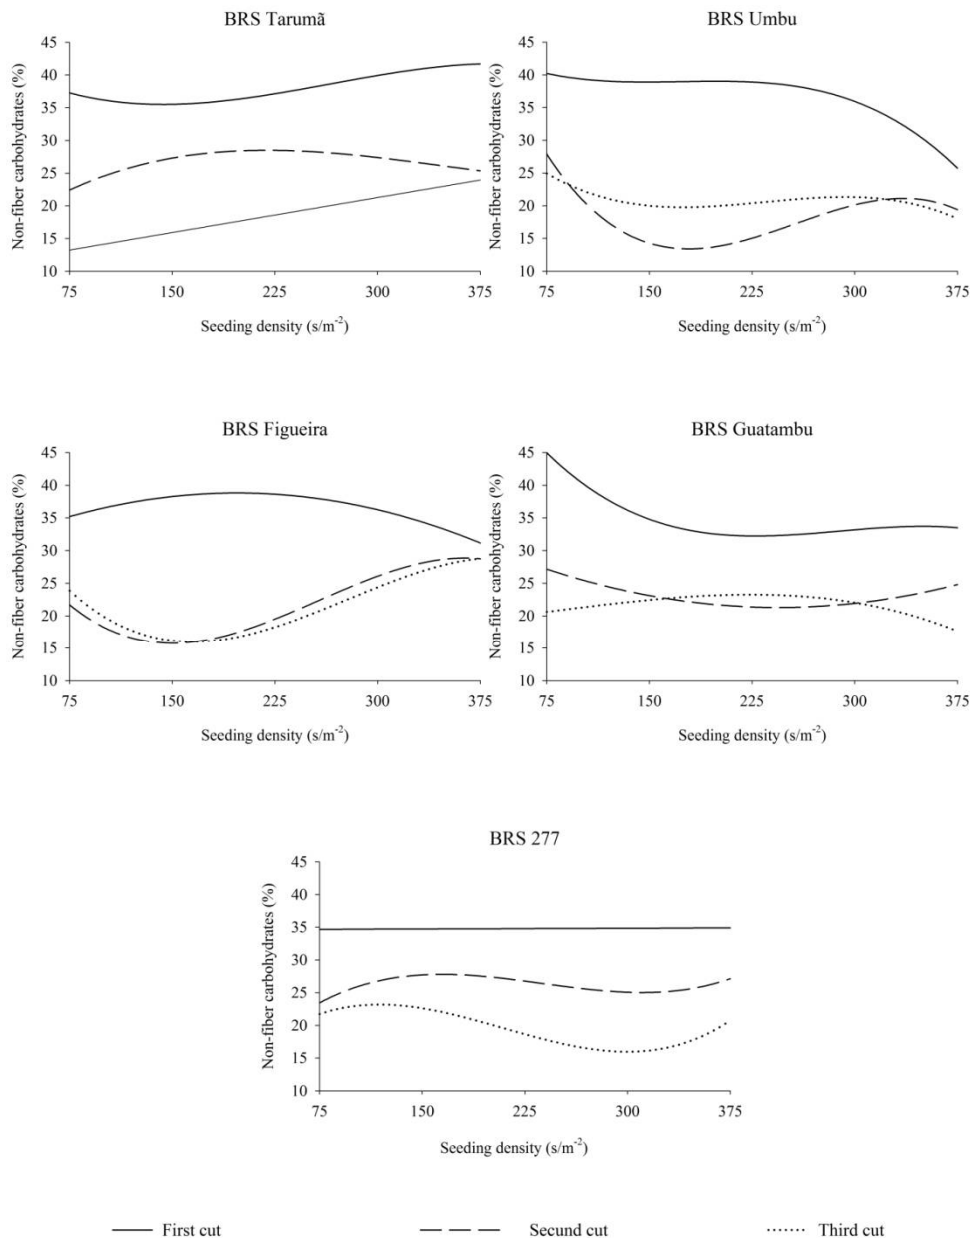 BRS Tarumã
Non-fiber carbohydrates (%)
45
40
35
30
25
20
15
10
75 150 225 300 375
Seeding density (s/m⁻²)
BRS Umbu
Non-fiber carbohydrates (%)
45
40
35
30
25
20
15
10
75 150 225 300 375
Seeding density (s/m⁻²)
BRS Figueira
Non-fiber carbohydrates (%)
45
40
35
30
25
20
15
10
75 150 225 300 375
Seeding density (s/m⁻²)
BRS Guatambu
Non-fiber carbohydrates (%)
45
40
35
30
25
20
15
10
75 150 225 300 375
Seeding density (s/m⁻²)
BRS 277
Non-fiber carbohydrates (%)
45
40
35
30
25
20
15
10
75 150 225 300 375
Seeding density (s/m⁻²)
First cut Second cut Third cut